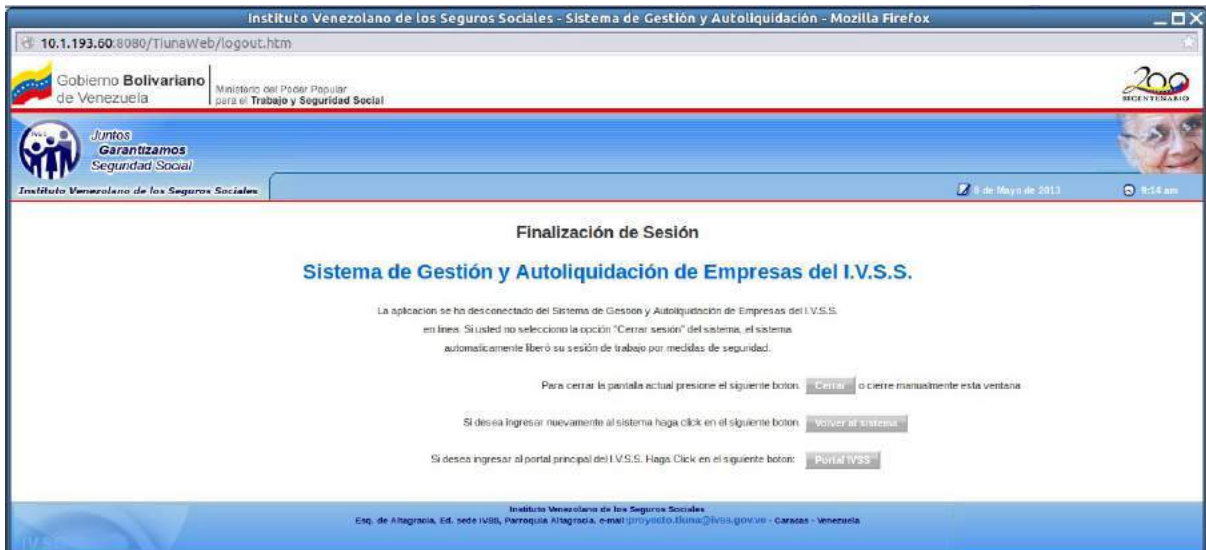 Instituto Venezolano de los Seguros Sociales - Sistema de Gestión y Autoliquidación - Mozilla Firefox
10.1.193.60:8080/TiunaWeb/logout.htm
Gobierno Bolivariano
de Venezuela
Ministerio del Poder Popular
para el Trabajo y Seguridad Social
200
BICENTENARIO
IVSS
Juntos
Garantizamos
Seguridad Social
Instituto Venezolano de los Seguros Sociales
de Mayo de 2013
9:14 am
Finalización de Sesión
Sistema de Gestión y Autoliquidación de Empresas del I.V.S.S.
La aplicacion se ha desconectado del Sistema de Gestion y Autoliquidación de Empresas del I.V.S.S.
en linea. Si usted no selecciono la opción "Cerrar sesión" del sistema, el sistema
automaticamente liberó su sesión de trabajo por medidas de seguridad.
Para cerrar la pantalla actual presione el siguiente boton. Cerrar o cierre manualmente esta ventana
Si desea ingresar nuevamente al sistema haga click en el siguiente boton. Volver al sistema
Si desea ingresar al portal principal del I.V.S.S. Haga Click en el siguiente boton: Portal IVSS
Instituto Venezolano de los Seguros Sociales
Esq. de Altagracia, Ed. sede IVSS, Parroquia Altagracia, e-mail:proyecto.tiuna@ivss.gov.ve - Caracas - Venezuela
IVSS